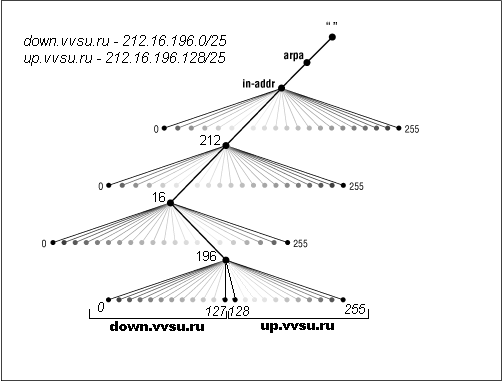 down.vvsu.ru - 212.16.196.0/25
up.vvsu.ru - 212.16.196.128/25
“ ”
arpa
in-addr
0 255
212
0 255
16
0 255
196
0 127 128 255
down.vvsu.ru up.vvsu.ru